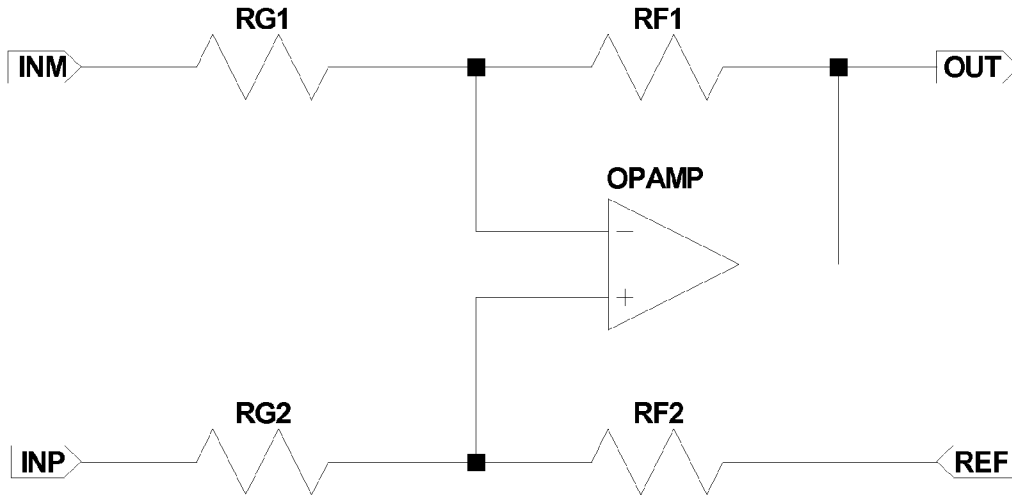 RG1
RF1
INM
OUT
OPAMP
−
+
RG2
RF2
INP
REF